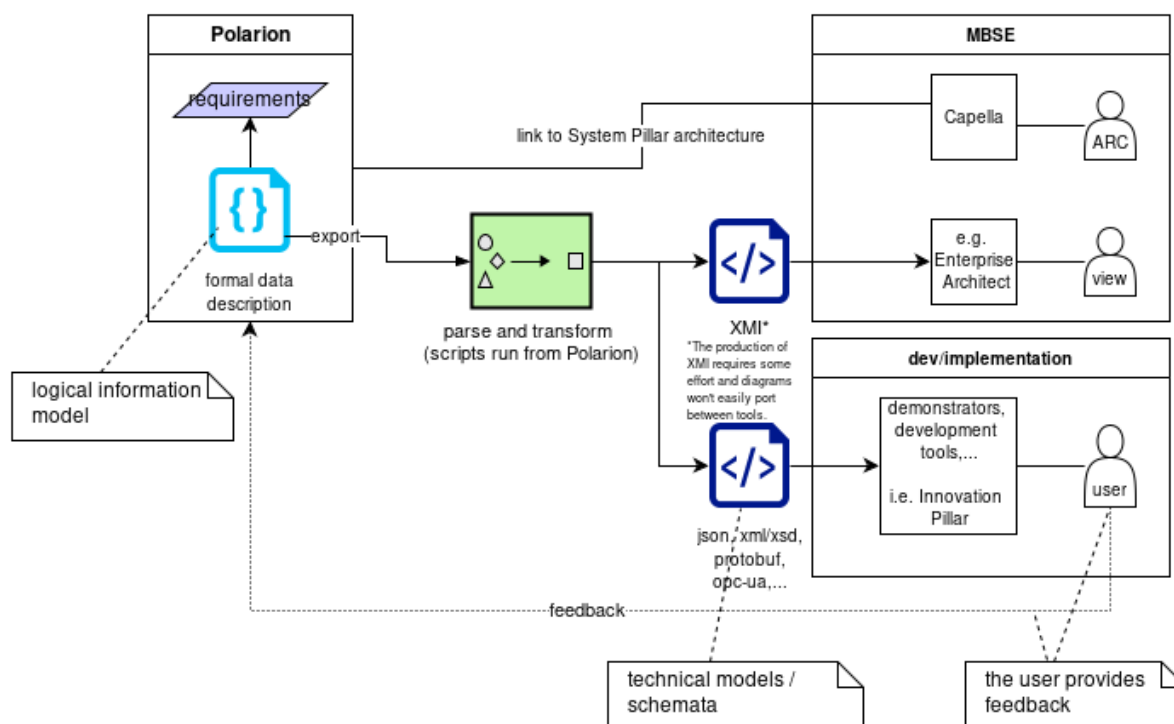 Polarion
requirements
{}
formal data
description
export
logical information
model
link to System Pillar architecture
parse and transform
(scripts run from Polarion)
MBSE
Capella
ARC
</>
XMI*
*The production of
XMI requires some
effort and diagrams
won't easily port
between tools.
e.g.
Enterprise
Architect
view
dev/implementation
</>
json, xml/xsd,
protobuf,
opc-ua,...
demonstrators,
development
tools,...
i.e. Innovation
Pillar
user
feedback
technical models /
schemata
the user provides
feedback